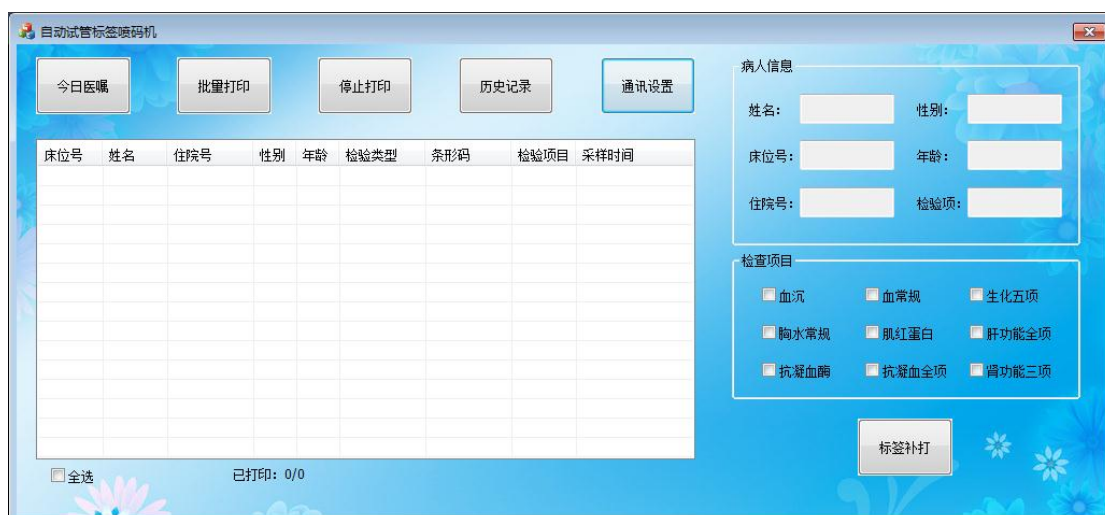 自动试管标签喷码机
今日医嘱 批量打印 停止打印 历史记录 通讯设置
床位号 姓名 住院号 性别 年龄 检验类型 条形码 检验项目 采样时间
全选 已打印：0/0
病人信息
姓名： 性别：
床位号： 年龄：
住院号： 检验项：
检查项目
血沉 血常规 生化五项
胸水常规 肌红蛋白 肝功能全项
抗凝血酶 抗凝血全项 肾功能三项
标签补打